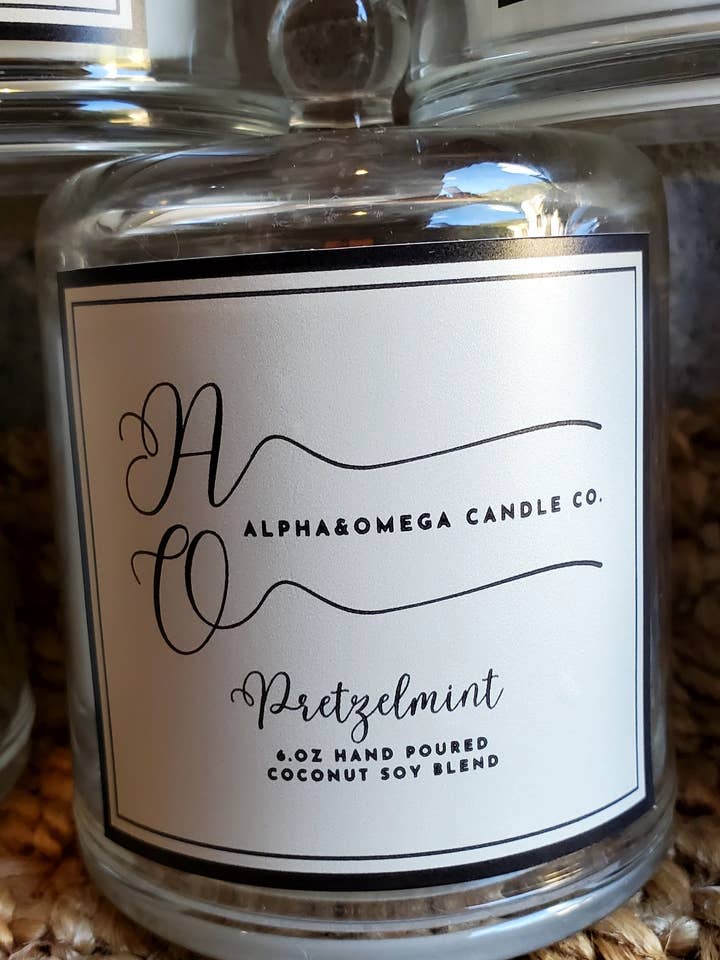 A
ALPHA&OMEGA CANDLE CO.
O
Pretzelmint
6.OZ HAND POURED
COCONUT SOY BLEND